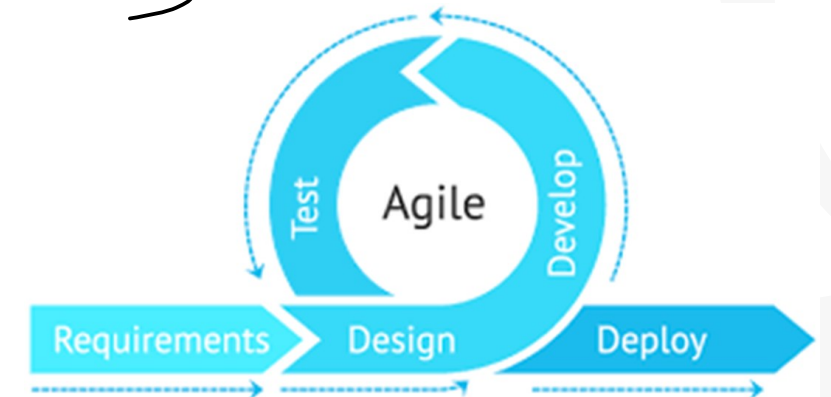 Agile
Test
Develop
Requirements
Design
Deploy